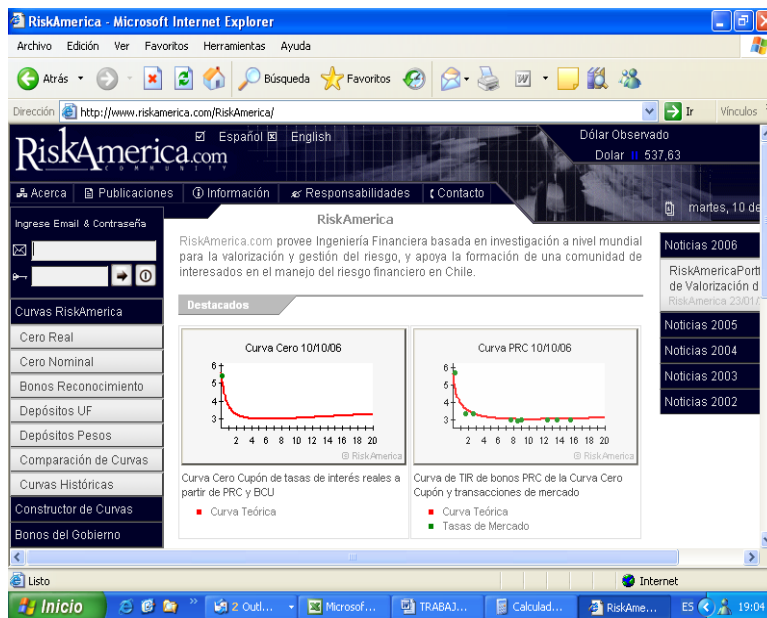 RiskAmerica - Microsoft Internet Explorer
Archivo Edición Ver Favoritos Herramientas Ayuda
Atrás Búsqueda Favoritos
Dirección http://www.riskamerica.com/RiskAmerica/ Ir Vínculos
RiskAmerica.com
COMMUNITY
Español English
Dólar Observado
Dolar 537,63
Acerca Publicaciones Información Responsabilidades Contacto
martes, 10 de
Ingrese Email & Contraseña
Curvas RiskAmerica
Cero Real
Cero Nominal
Bonos Reconocimiento
Depósitos UF
Depósitos Pesos
Comparación de Curvas
Curvas Históricas
Constructor de Curvas
Bonos del Gobierno
RiskAmerica
RiskAmerica.com provee Ingeniería Financiera basada en investigación a nivel mundial
para la valorización y gestión del riesgo, y apoya la formación de una comunidad de
interesados en el manejo del riesgo financiero en Chile.
Destacados
Curva Cero 10/10/06
6
5
4
3
2 4 6 8 10 12 14 16 18 20
@ RiskAmerica
Curva Cero Cupón de tasas de interés reales a
partir de PRC y BCU
Curva Teórica
Curva PRC 10/10/06
6
5
4
3
2 4 6 8 10 12 14 16 18 20
@ RiskAmerica
Curva de TIR de bonos PRC de la Curva Cero
Cupón y transacciones de mercado
Curva Teórica
Tasas de Mercado
Noticias 2006
RiskAmericaPort
de Valorización d
RiskAmerica 23/01/
Noticias 2005
Noticias 2004
Noticias 2003
Noticias 2002
Listo Internet
Inicio 2 Outl... Microsof... TRABAJ... Calculad... RiskAme... ES 19:04